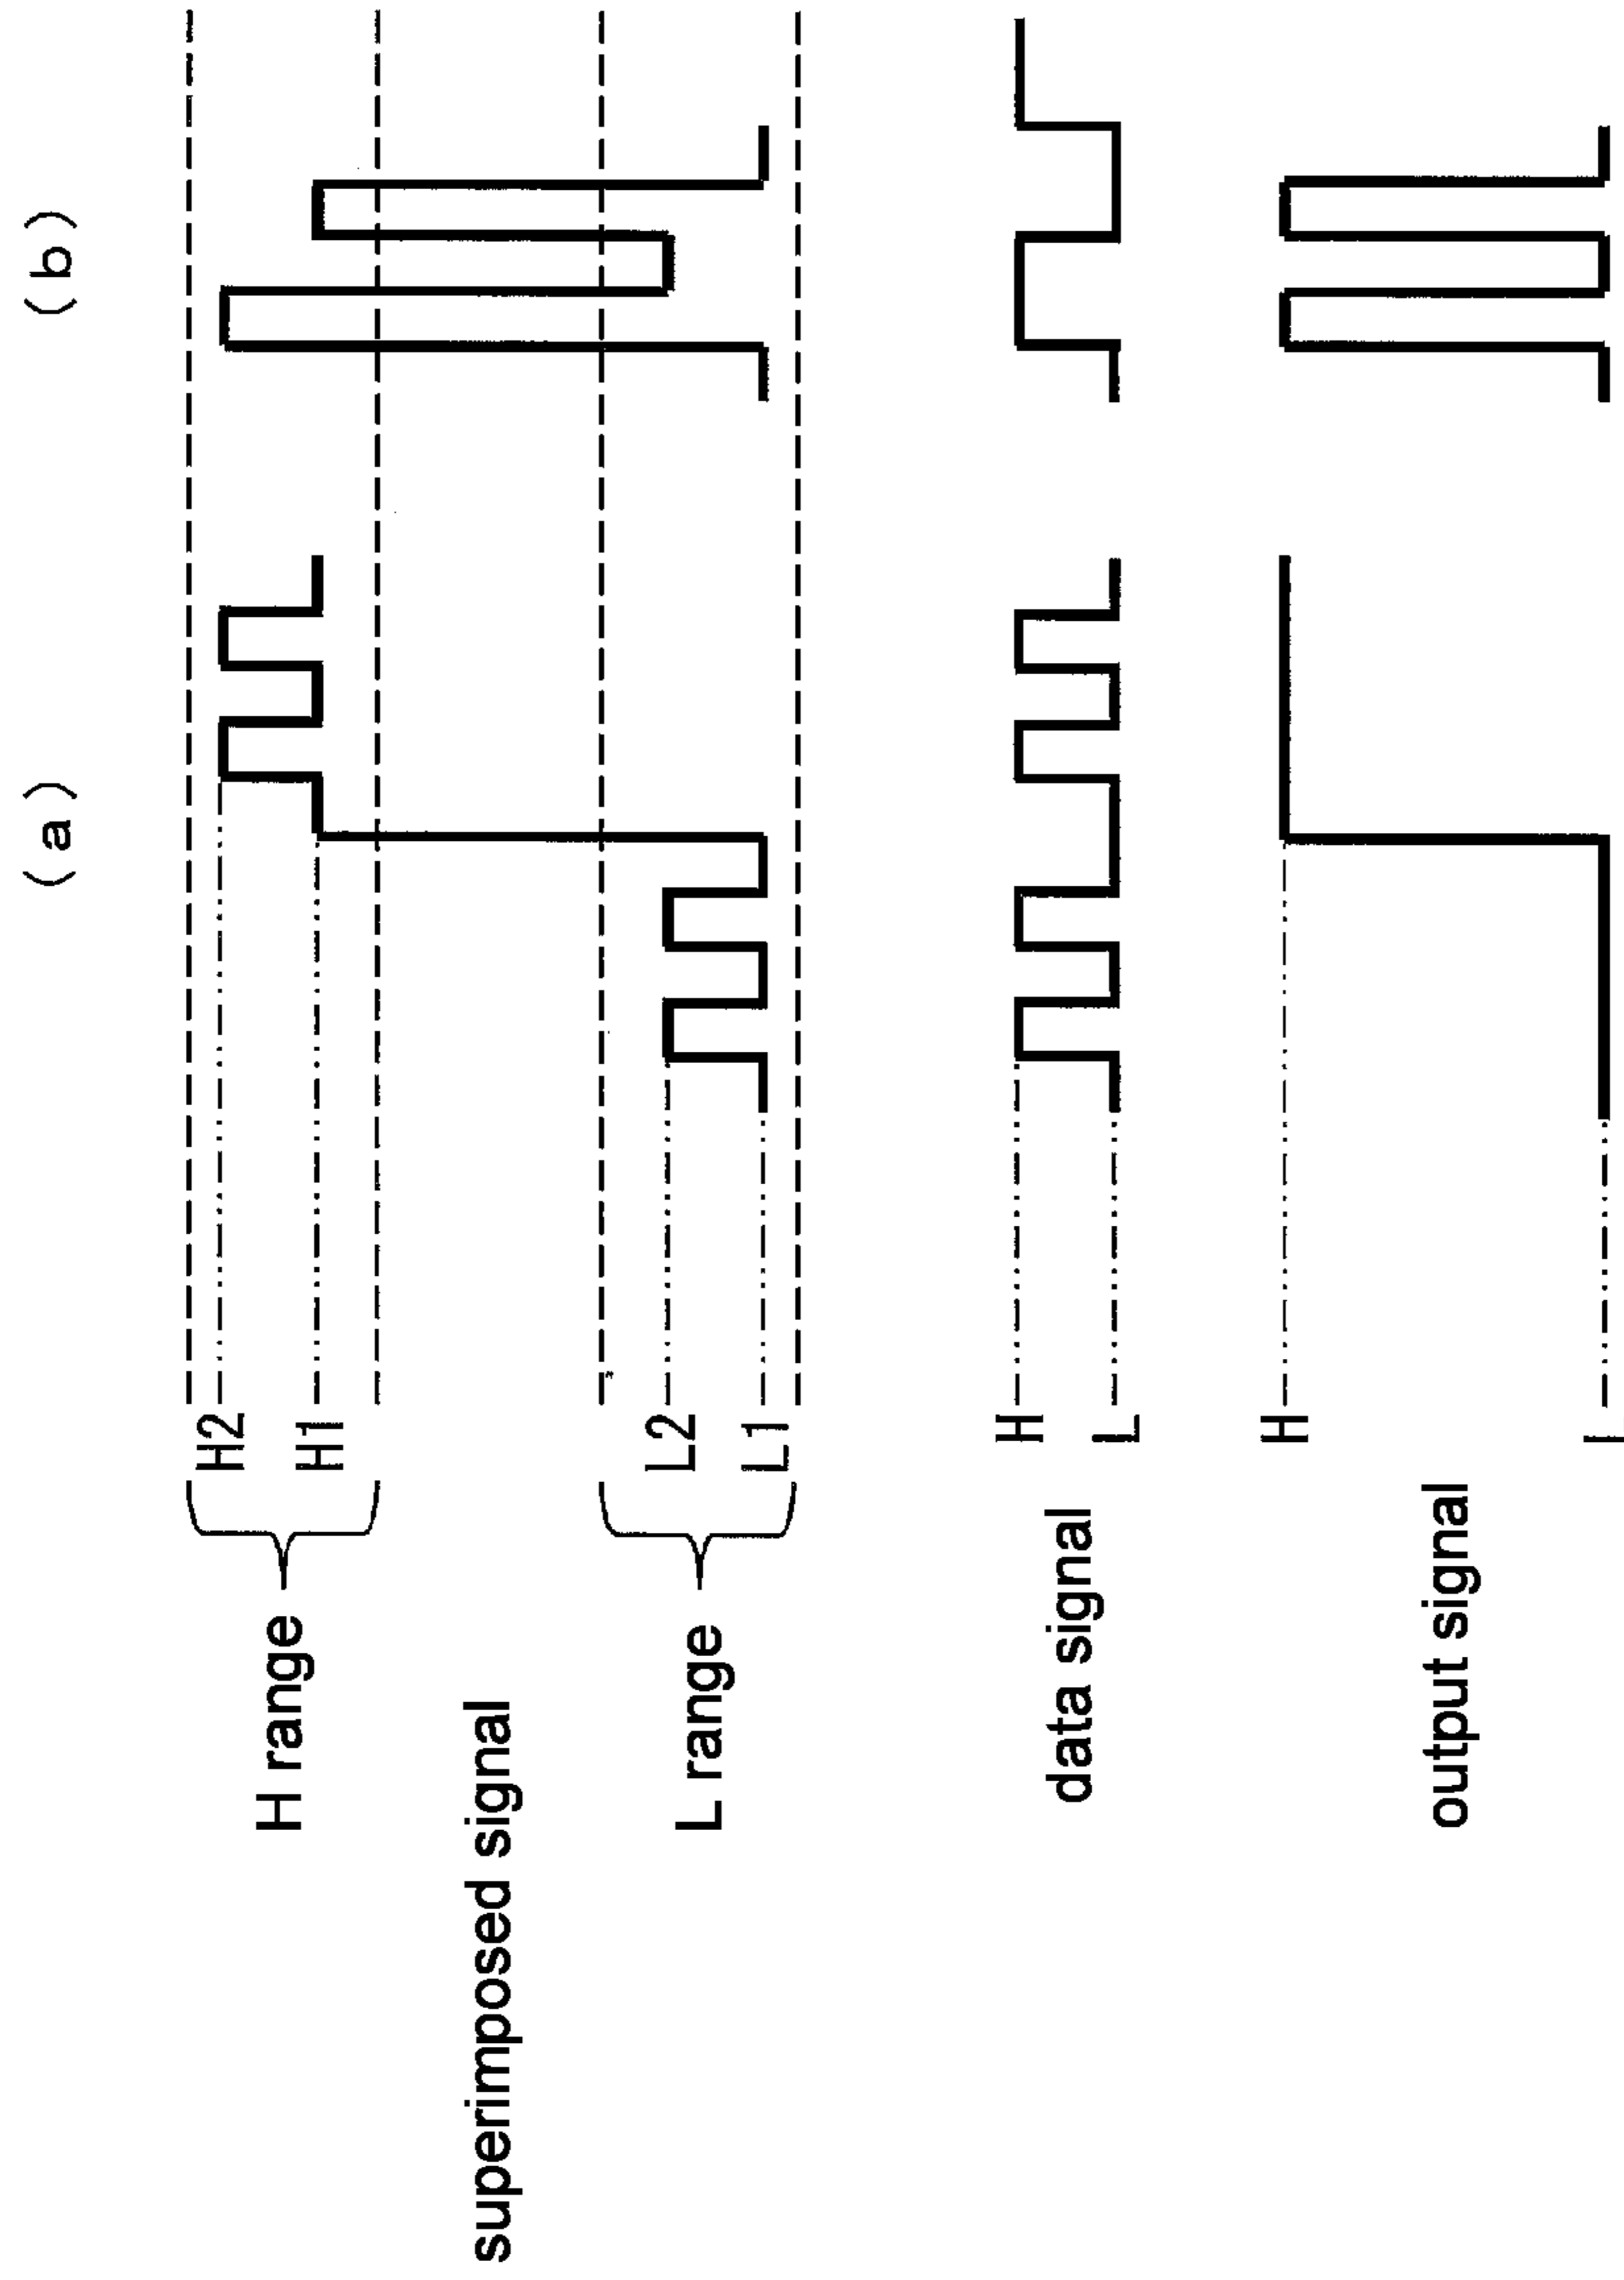 (a)
(b)
H range
H2
H1
superimposed signal
L range
L2
L1
data signal
H
L
output signal
H
L